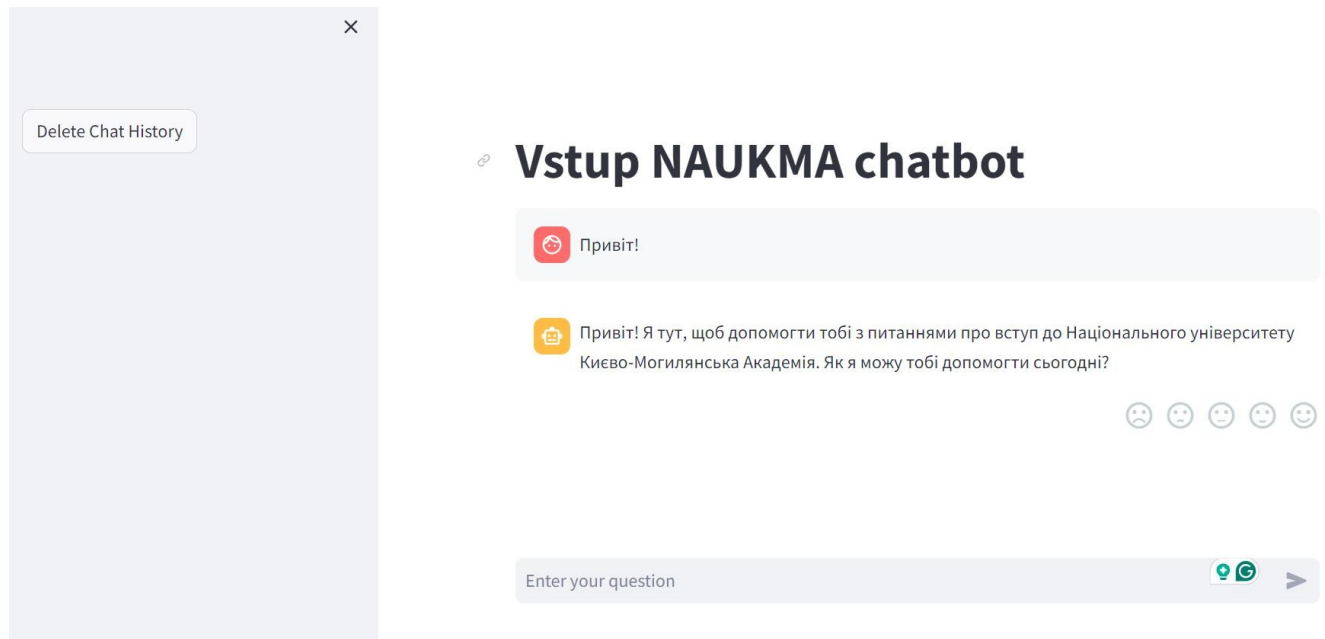 Delete Chat History
Vstup NAUKMA chatbot
Привіт!
Привіт! Я тут, щоб допомогти тобі з питаннями про вступ до Національного університету
Києво-Могилянська Академія. Як я можу тобі допомогти сьогодні?
Enter your question